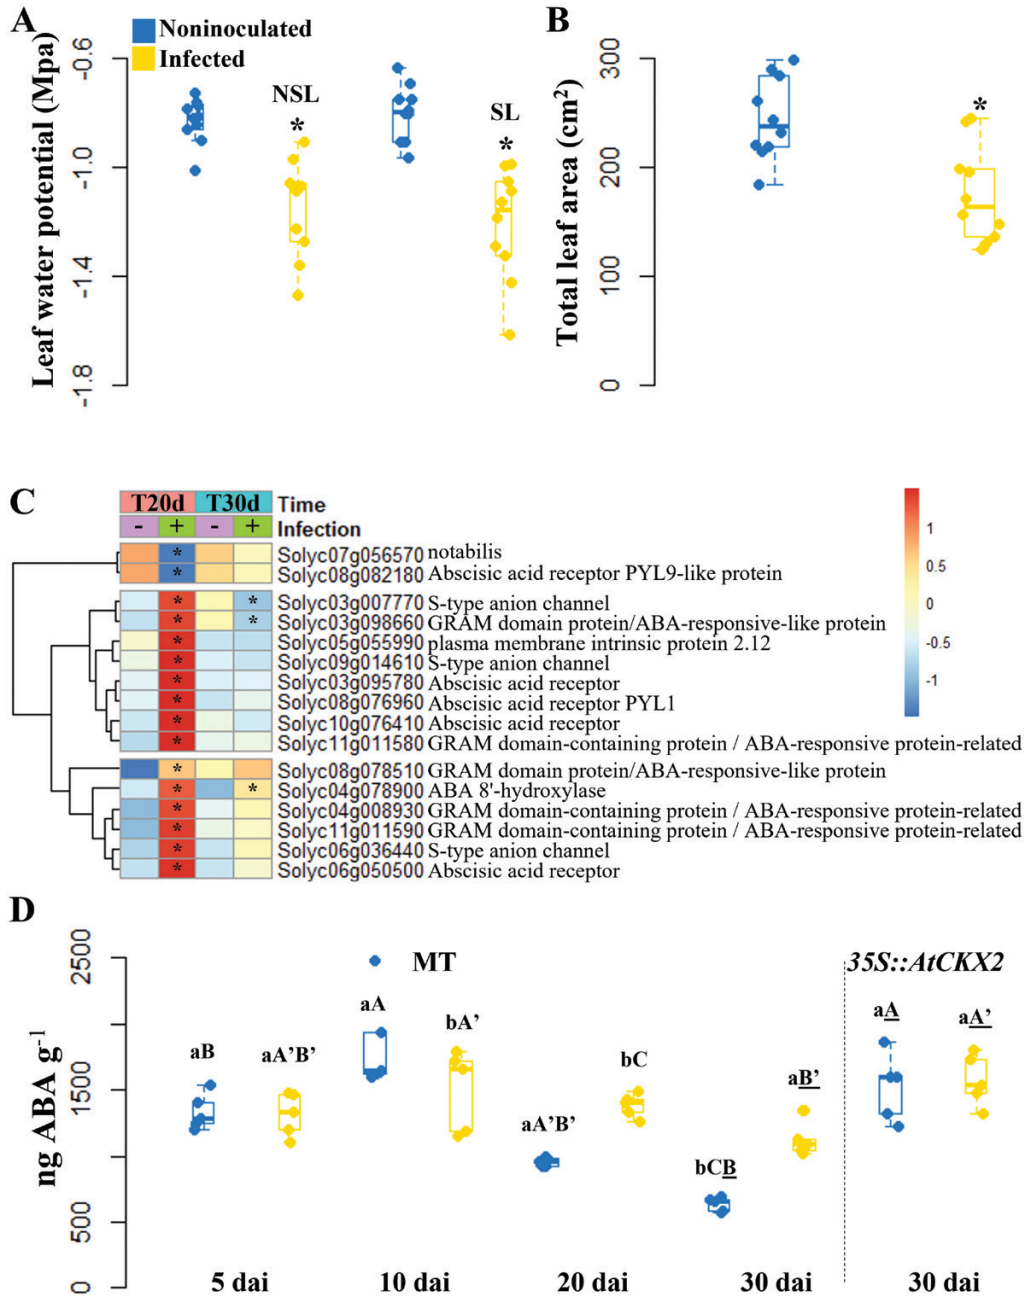 A
Noninoculated
Infected
Leaf water potential (Mpa)
-0.6
-1.0
-1.4
-1.8
NSL
*
SL
*
B
Total leaf area (cm2)
300
200
100
0
*
C
T20d T30d Time
- + - + Infection
* Solyc07g056570 notabilis
* Solyc08g082180 Abscisic acid receptor PYL9-like protein
* * Solyc03g007770 S-type anion channel
* * Solyc03g098660 GRAM domain protein/ABA-responsive-like protein
* Solyc05g055990 plasma membrane intrinsic protein 2.12
* Solyc09g014610 S-type anion channel
* Solyc03g095780 Abscisic acid receptor
* Solyc08g076960 Abscisic acid receptor PYL1
* Solyc10g076410 Abscisic acid receptor
* Solyc11g011580 GRAM domain-containing protein / ABA-responsive protein-related
* Solyc08g078510 GRAM domain protein/ABA-responsive-like protein
* * Solyc04g078900 ABA 8'-hydroxylase
* Solyc04g008930 GRAM domain-containing protein / ABA-responsive protein-related
* Solyc11g011590 GRAM domain-containing protein / ABA-responsive protein-related
* Solyc06g036440 S-type anion channel
* Solyc06g050500 Abscisic acid receptor
1
0.5
0
-0.5
-1
D
ng ABA g-1
2500
1500
500
0
MT
35S::AtCKX2
aB
aA'B'
aA
bA'
aA'B'
bC
bCB
aB'
aA
aA'
5 dai 10 dai 20 dai 30 dai 30 dai